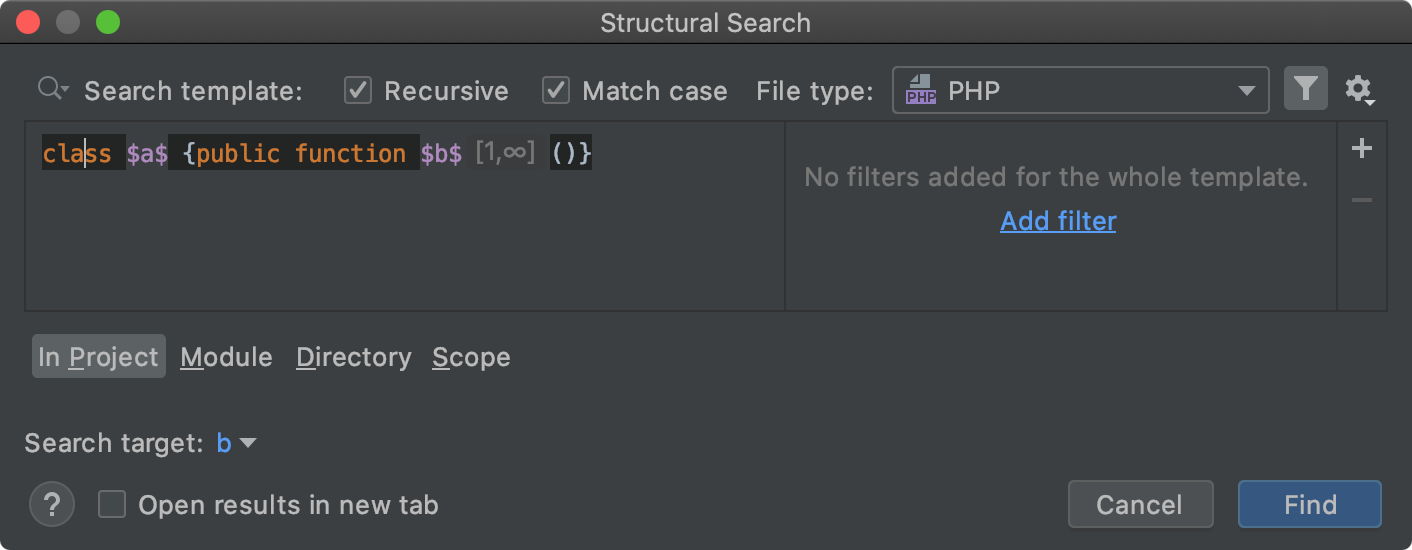 Structural Search
Search template: Recursive Match case File type: PHP PHP
class $a$ {public function $b$ [1,∞] ()}
No filters added for the whole template.
Add filter
In Project Module Directory Scope
Search target: b
? Open results in new tab Cancel Find